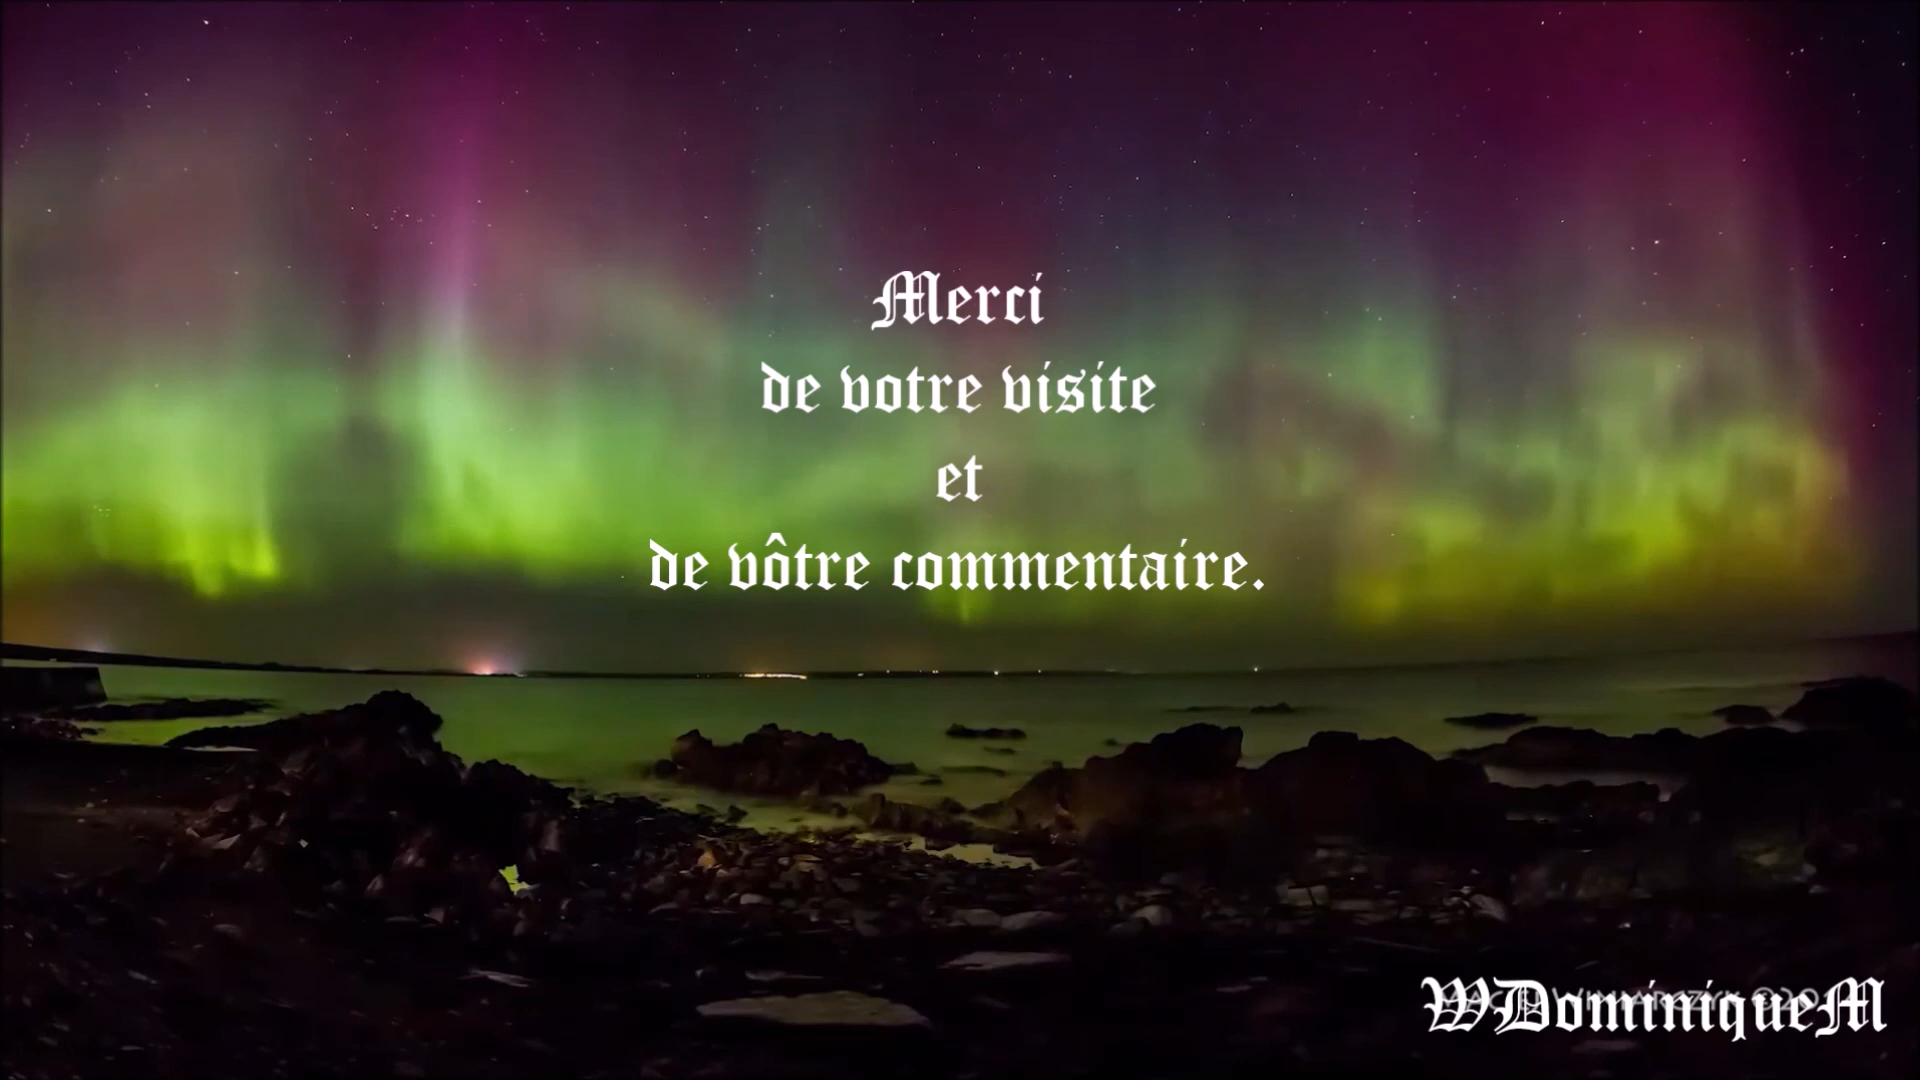 Merci
de votre visite
et
de vôtre commentaire.
WDominiqueM